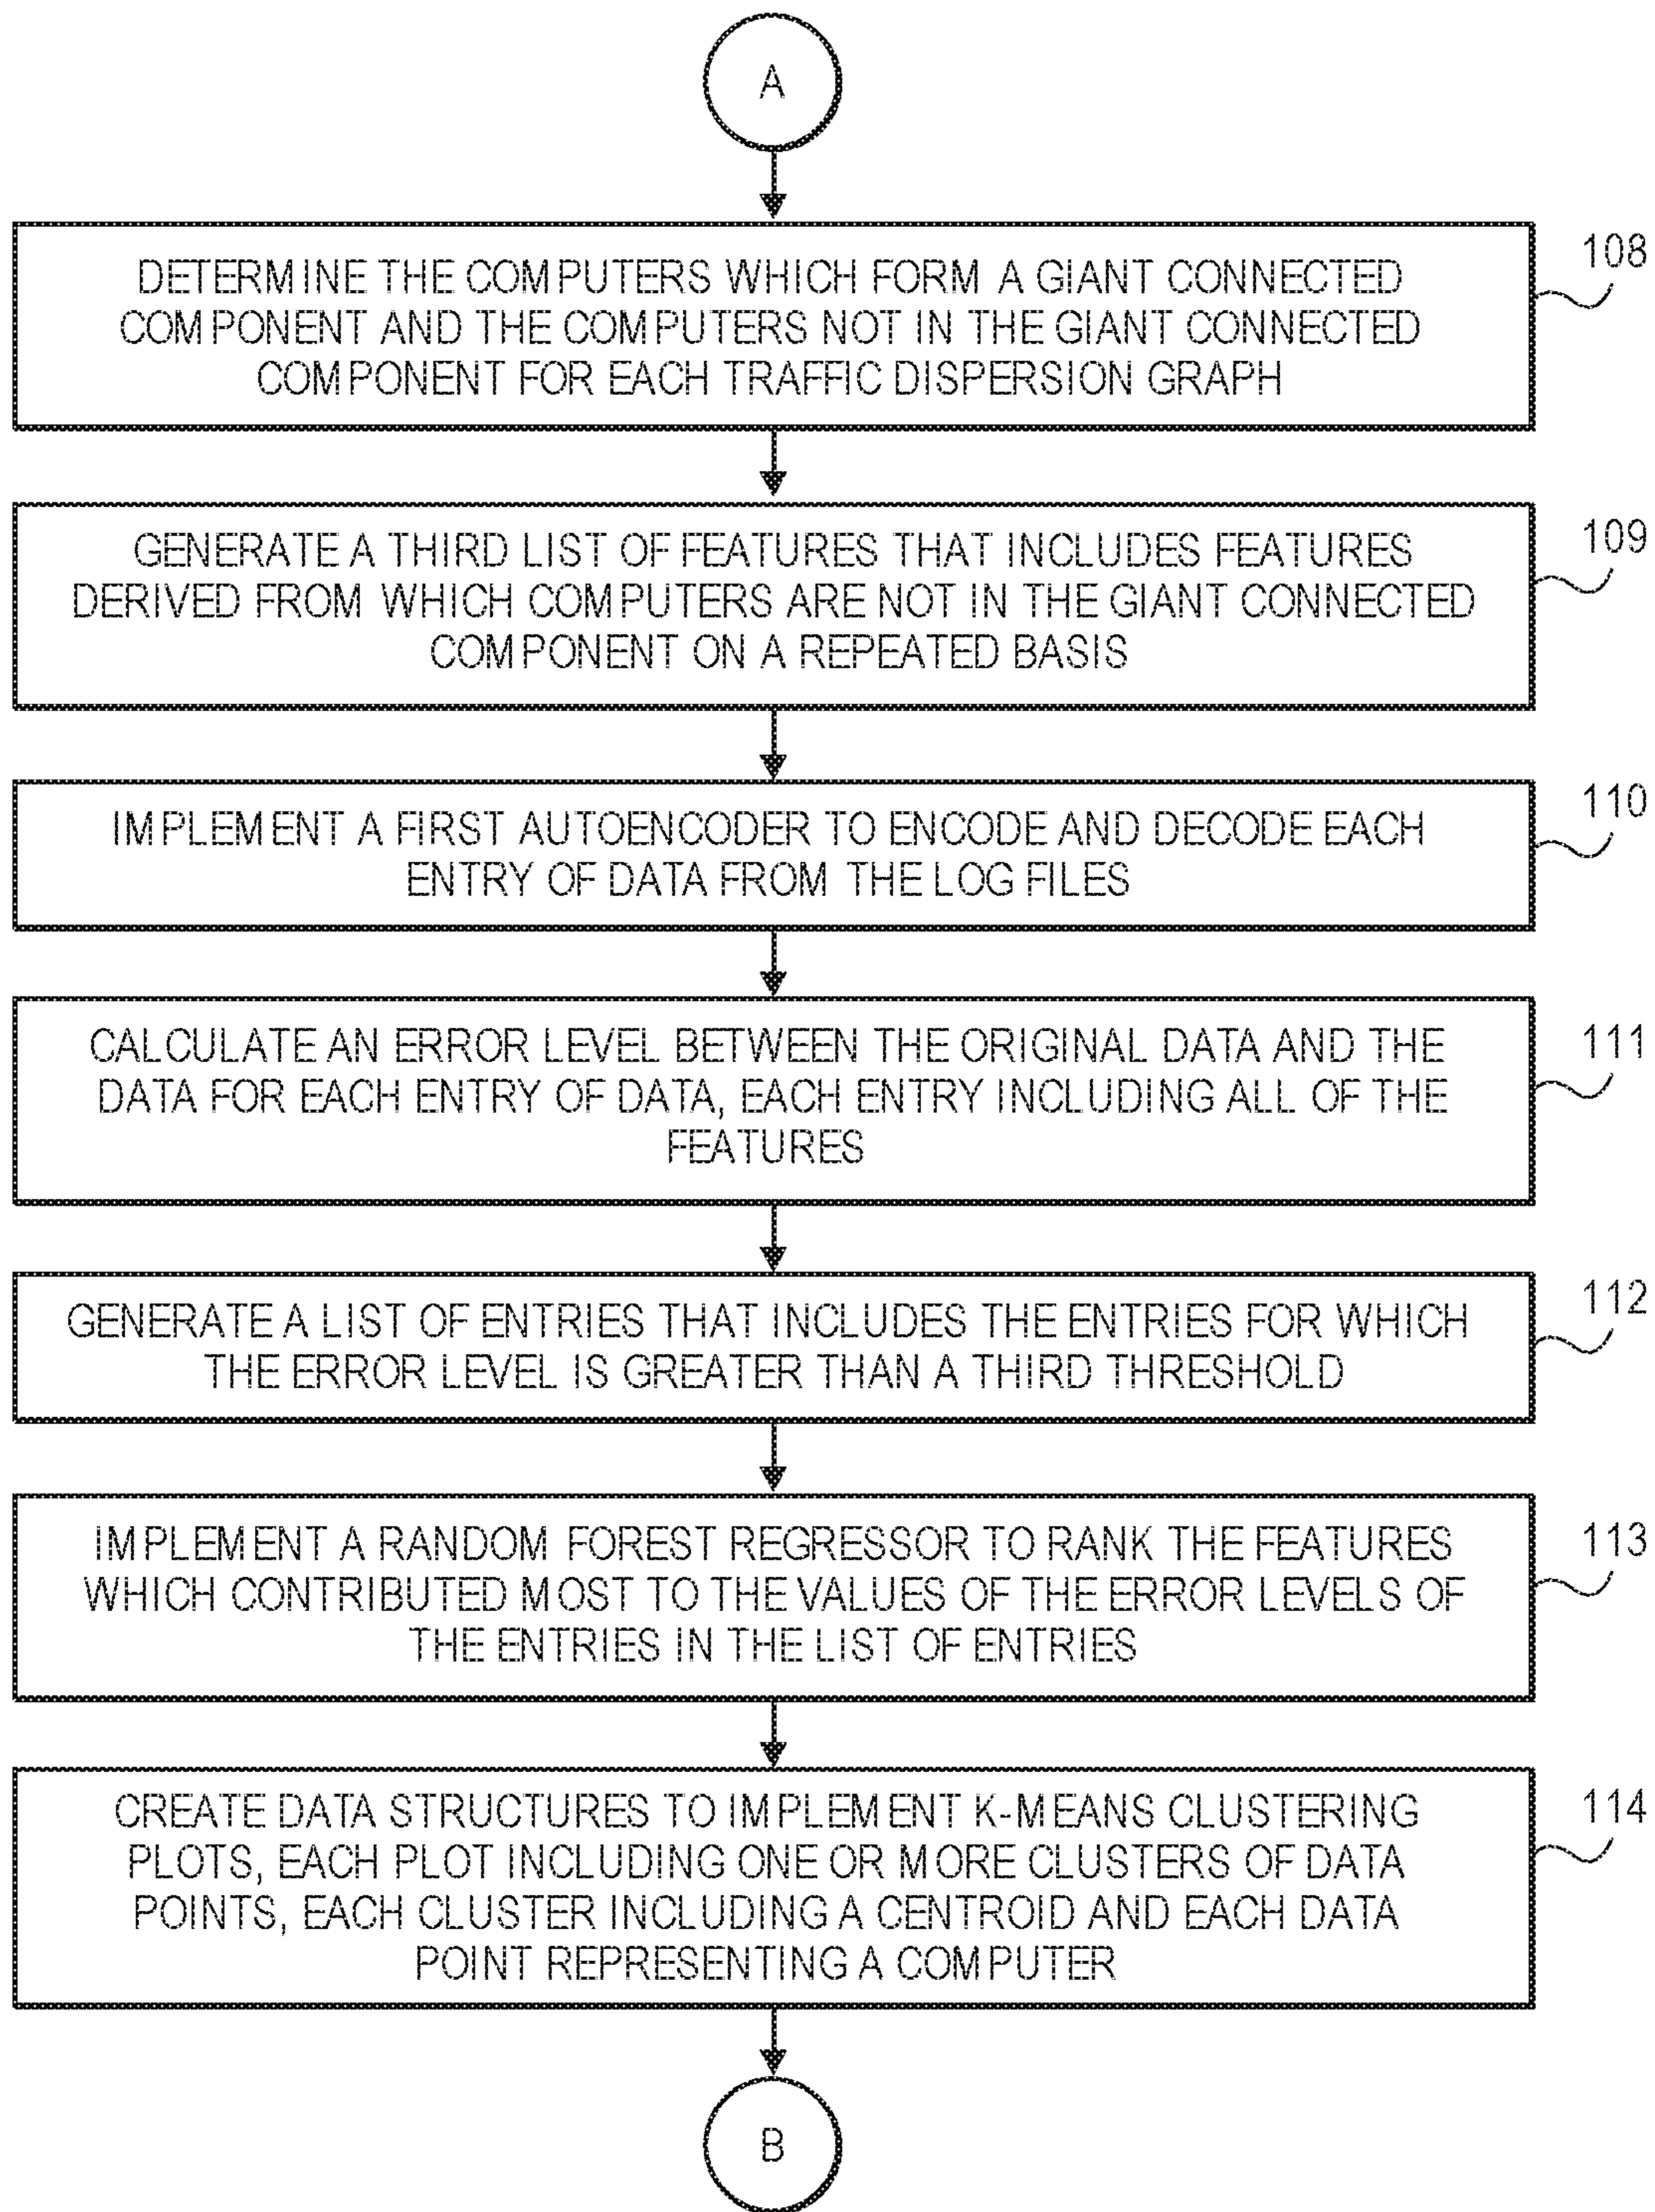 A
DETERMINE THE COMPUTERS WHICH FORM A GIANT CONNECTED
COMPONENT AND THE COMPUTERS NOT IN THE GIANT CONNECTED
COMPONENT FOR EACH TRAFFIC DISPERSION GRAPH
108
GENERATE A THIRD LIST OF FEATURES THAT INCLUDES FEATURES
DERIVED FROM WHICH COMPUTERS ARE NOT IN THE GIANT CONNECTED
COMPONENT ON A REPEATED BASIS
109
IMPLEMENT A FIRST AUTOENCODER TO ENCODE AND DECODE EACH
ENTRY OF DATA FROM THE LOG FILES
110
CALCULATE AN ERROR LEVEL BETWEEN THE ORIGINAL DATA AND THE
DATA FOR EACH ENTRY OF DATA, EACH ENTRY INCLUDING ALL OF THE
FEATURES
111
GENERATE A LIST OF ENTRIES THAT INCLUDES THE ENTRIES FOR WHICH
THE ERROR LEVEL IS GREATER THAN A THIRD THRESHOLD
112
IMPLEMENT A RANDOM FOREST REGRESSOR TO RANK THE FEATURES
WHICH CONTRIBUTED MOST TO THE VALUES OF THE ERROR LEVELS OF
THE ENTRIES IN THE LIST OF ENTRIES
113
CREATE DATA STRUCTURES TO IMPLEMENT K-MEANS CLUSTERING
PLOTS, EACH PLOT INCLUDING ONE OR MORE CLUSTERS OF DATA
POINTS, EACH CLUSTER INCLUDING A CENTROID AND EACH DATA
POINT REPRESENTING A COMPUTER
114
B